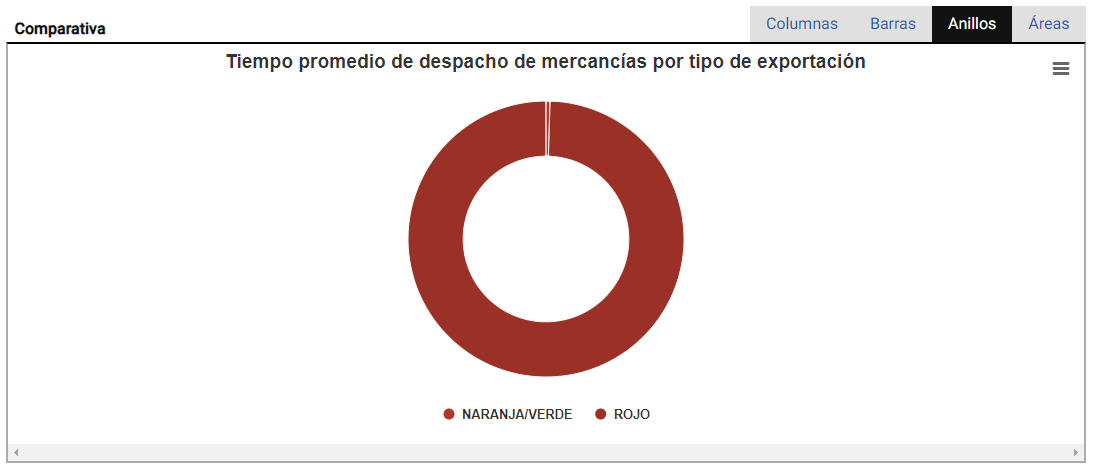 Comparativa
Columnas Barras Anillos Áreas
Tiempo promedio de despacho de mercancías por tipo de exportación
NARANJA/VERDE ROJO